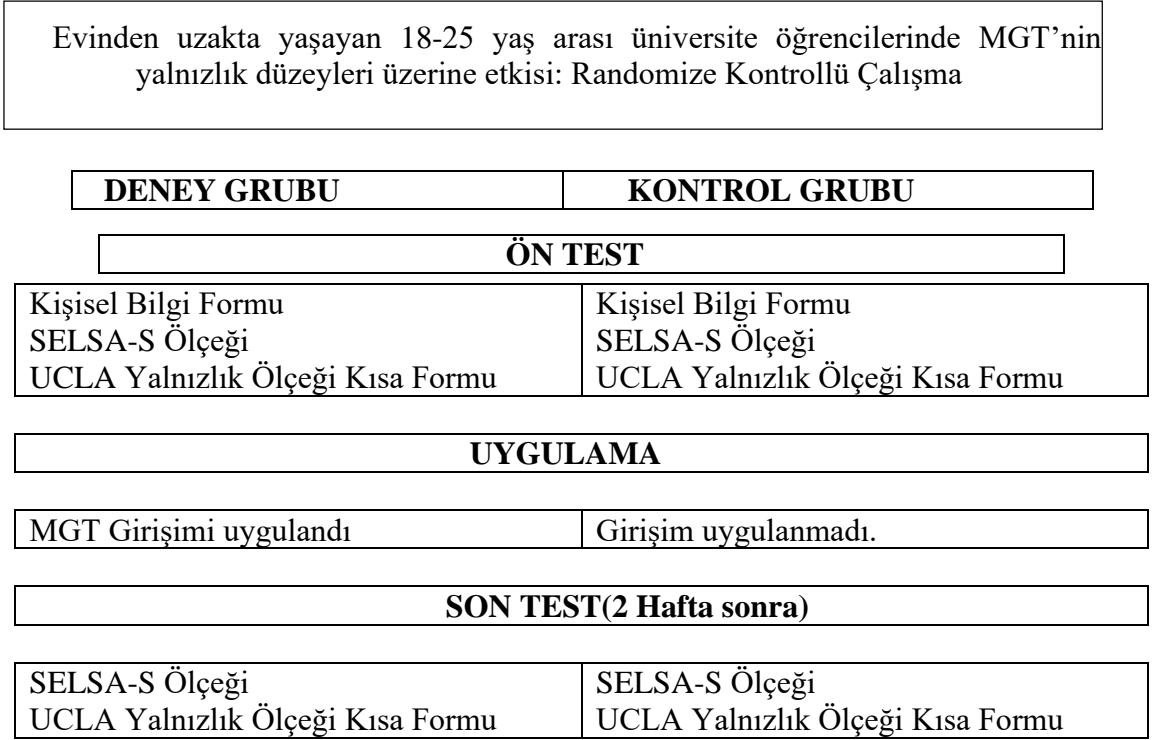 Evinden uzakta yaşayan 18-25 yaş arası üniversite öğrencilerinde MGT’nin
yalnızlık düzeyleri üzerine etkisi: Randomize Kontrollü Çalışma
DENEY GRUBU KONTROL GRUBU
ÖN TEST
Kişisel Bilgi Formu Kişisel Bilgi Formu
SELSA-S Ölçeği SELSA-S Ölçeği
UCLA Yalnızlık Ölçeği Kısa Formu UCLA Yalnızlık Ölçeği Kısa Formu
UYGULAMA
MGT Girişimi uygulandı Girişim uygulanmadı.
SON TEST(2 Hafta sonra)
SELSA-S Ölçeği SELSA-S Ölçeği
UCLA Yalnızlık Ölçeği Kısa Formu UCLA Yalnızlık Ölçeği Kısa Formu